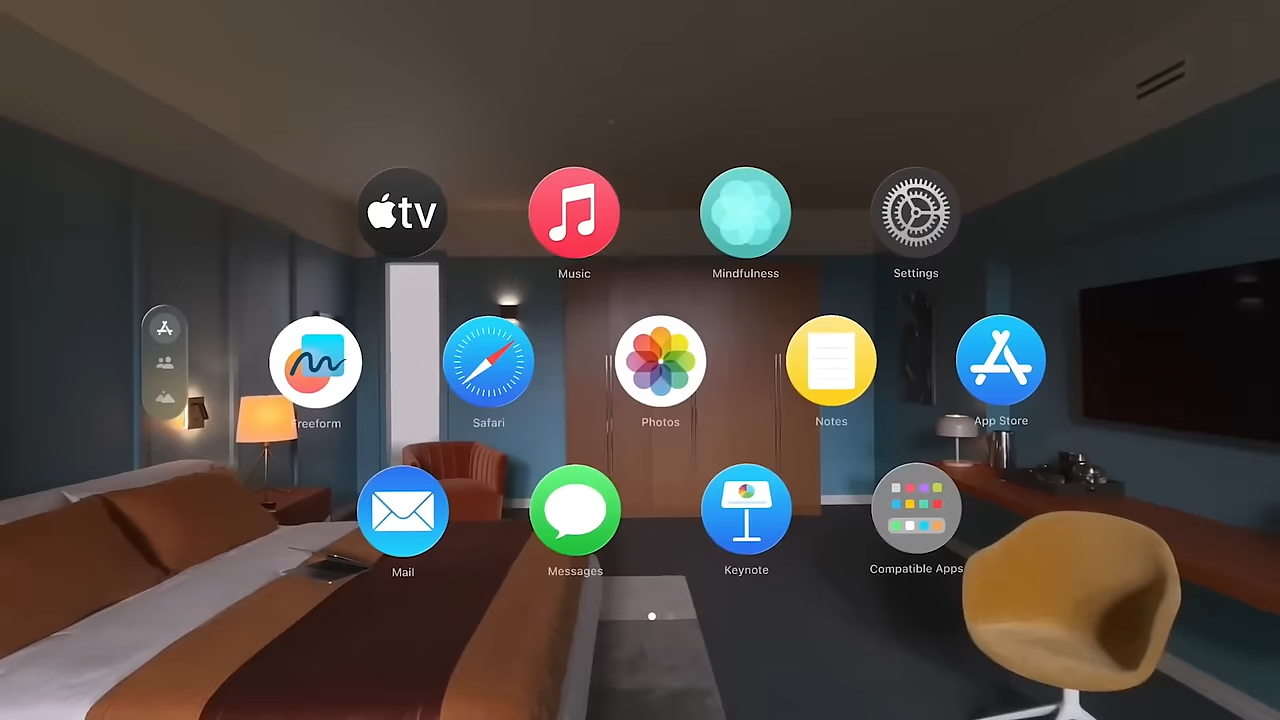 tv
Music
Mindfulness
Settings
Freeform
Safari
Photos
Notes
App Store
Mail
Messages
Keynote
Compatible Apps